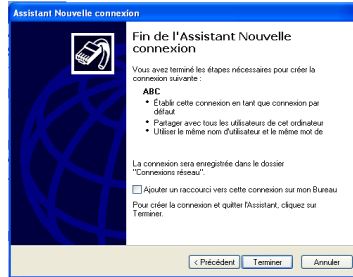 Assistant Nouvelle connexion
Fin de l'Assistant Nouvelle
connexion
Vous avez terminé les étapes nécessaires pour créer la
connexion suivante :
ABC
• Établir cette connexion en tant que connexion par
défaut
• Partager avec tous les utilisateurs de cet ordinateur
• Utiliser le même nom d'utilisateur et le même mot de
La connexion sera enregistrée dans le dossier
"Connexions réseau".
Ajouter un raccourci vers cette connexion sur mon Bureau
Pour créer la connexion et quitter l'Assistant, cliquez sur
Terminer.
< Précédent Terminer Annuler